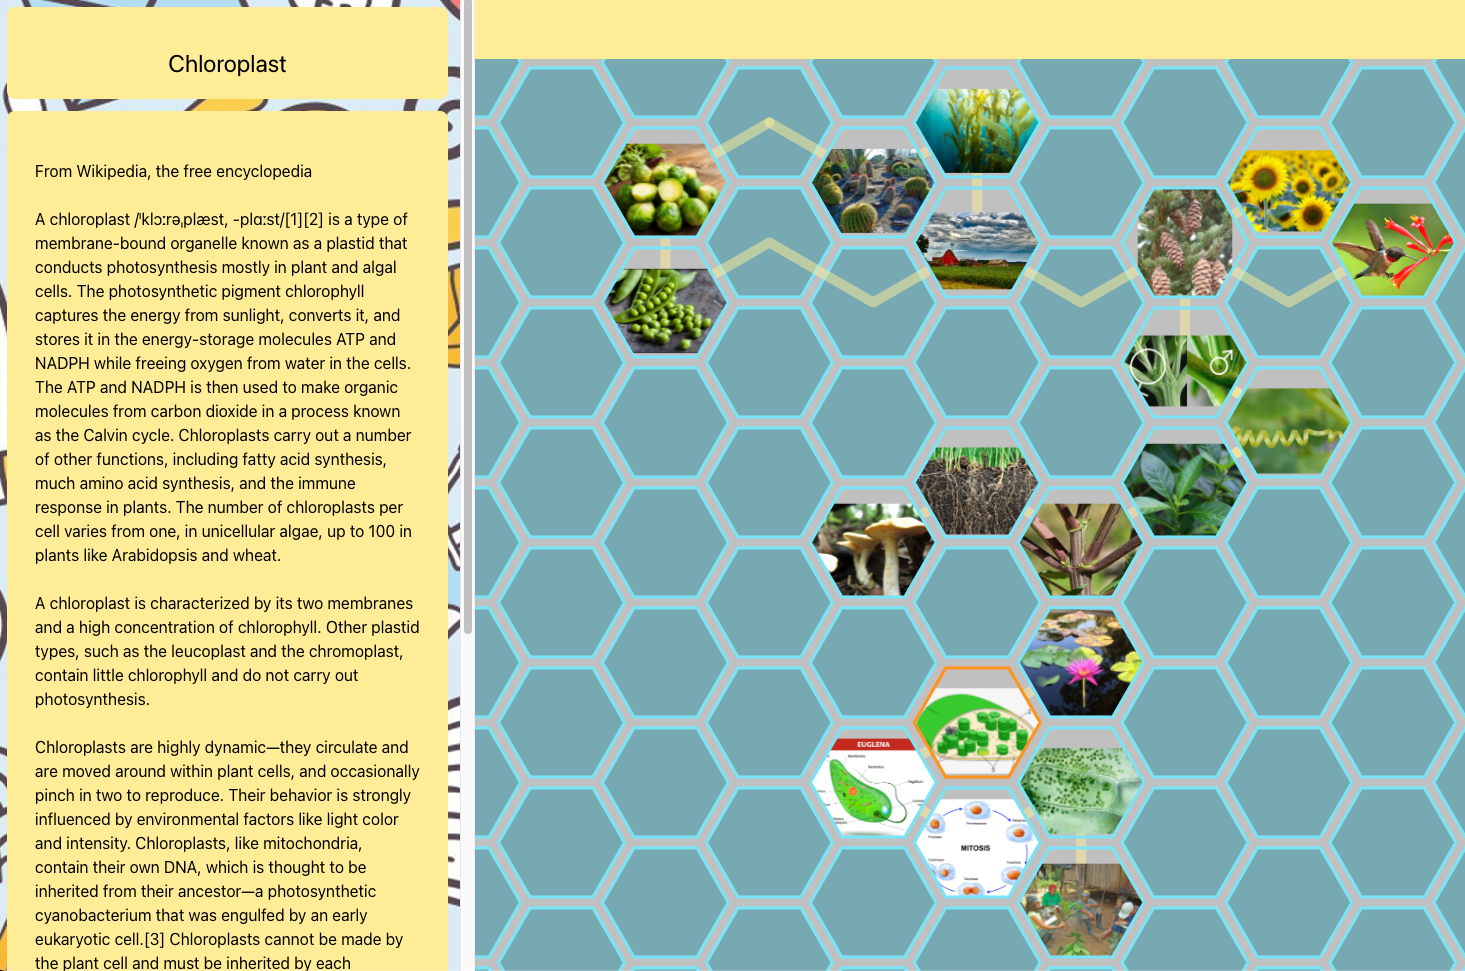 Chloroplast
From Wikipedia, the free encyclopedia
A chloroplast /ˈklɔːrəˌplæst, -plɑːst/[1][2] is a type of
membrane-bound organelle known as a plastid that
conducts photosynthesis mostly in plant and algal
cells. The photosynthetic pigment chlorophyll
captures the energy from sunlight, converts it, and
stores it in the energy-storage molecules ATP and
NADPH while freeing oxygen from water in the cells.
The ATP and NADPH is then used to make organic
molecules from carbon dioxide in a process known
as the Calvin cycle. Chloroplasts carry out a number
of other functions, including fatty acid synthesis,
much amino acid synthesis, and the immune
response in plants. The number of chloroplasts per
cell varies from one, in unicellular algae, up to 100 in
plants like Arabidopsis and wheat.
A chloroplast is characterized by its two membranes
and a high concentration of chlorophyll. Other plastid
types, such as the leucoplast and the chromoplast,
contain little chlorophyll and do not carry out
photosynthesis.
Chloroplasts are highly dynamic—they circulate and
are moved around within plant cells, and occasionally
pinch in two to reproduce. Their behavior is strongly
influenced by environmental factors like light color
and intensity. Chloroplasts, like mitochondria,
contain their own DNA, which is thought to be
inherited from their ancestor—a photosynthetic
cyanobacterium that was engulfed by an early
eukaryotic cell.[3] Chloroplasts cannot be made by
the plant cell and must be inherited by each
EUGLENA
MITOSIS